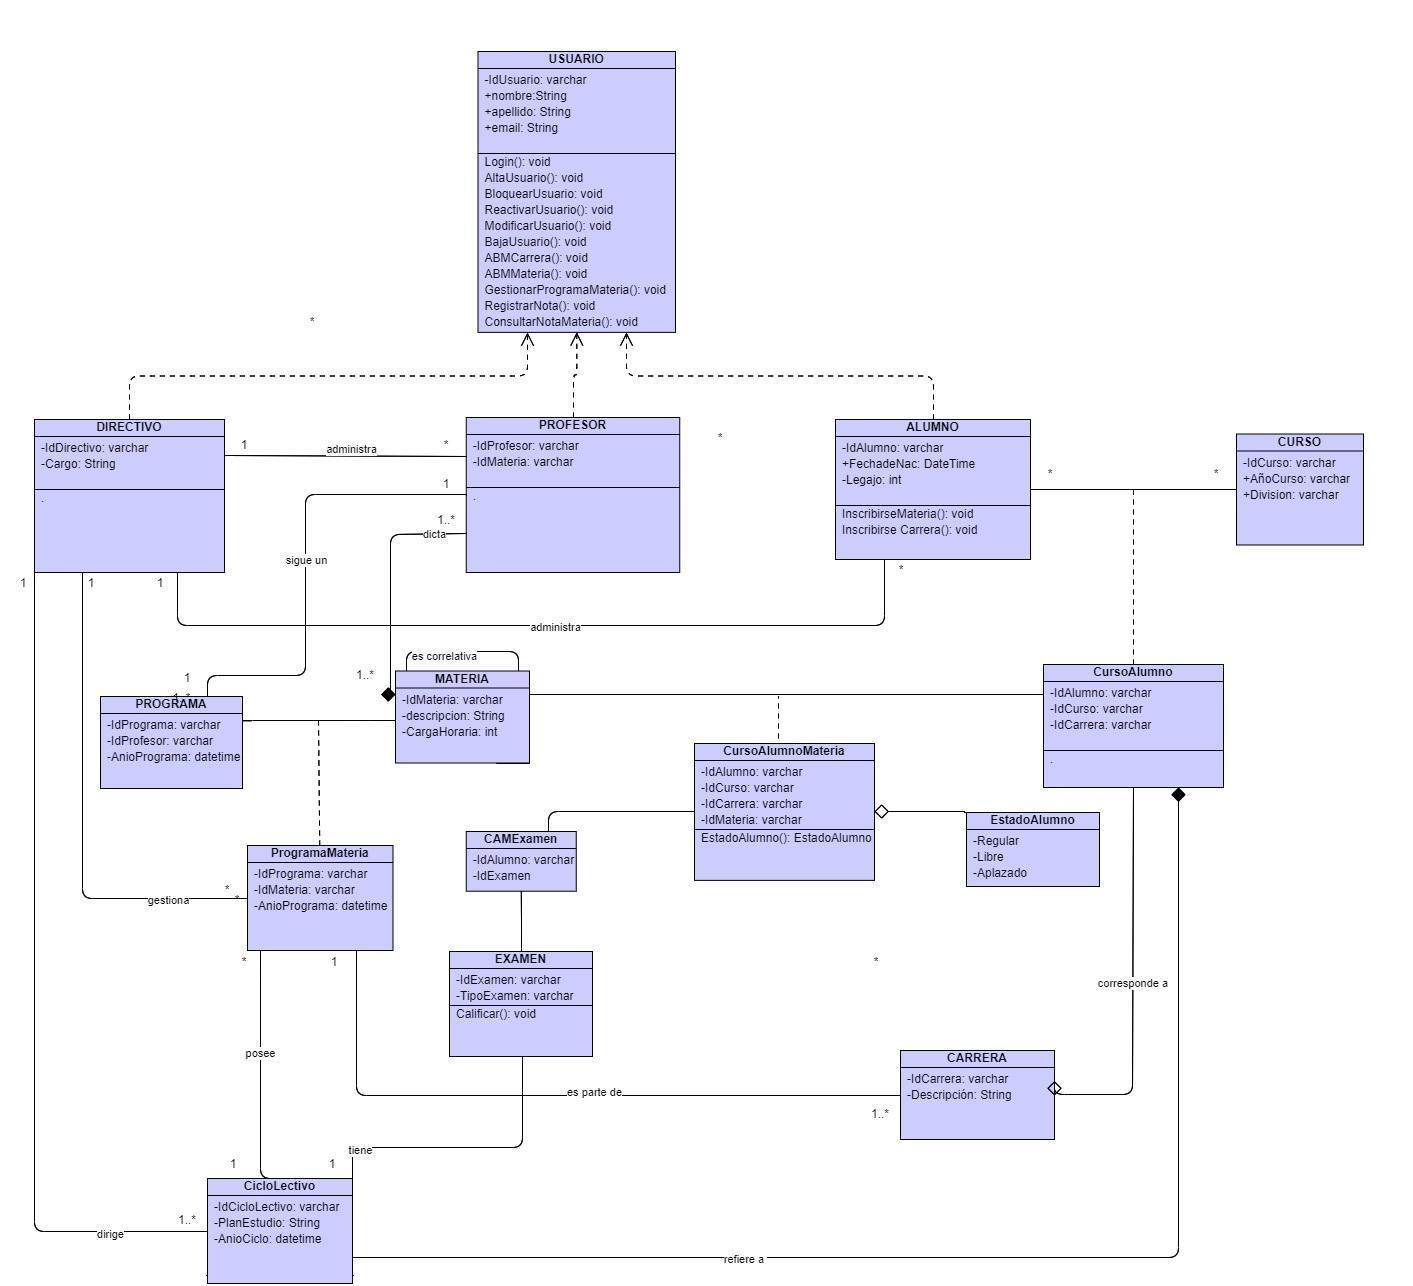 USUARIO
-IdUsuario: varchar
+nombre:String
+apellido: String
+email: String
Login(): void
AltaUsuario(): void
BloquearUsuario: void
ReactivarUsuario(): void
ModificarUsuario(): void
BajaUsuario(): void
ABMCarrera(): void
ABMMateria(): void
GestionarProgramaMateria(): void
RegistrarNota(): void
ConsultarNotaMateria(): void
*
DIRECTIVO
-IdDirectivo: varchar
-Cargo: String
.
1
administra
*
PROFESOR
-IdProfesor: varchar
-IdMateria: varchar
.
*
ALUMNO
-IdAlumno: varchar
+FechadeNac: DateTime
-Legajo: int
InscribirseMateria(): void
Inscribirse Carrera(): void
*
*
CURSO
-IdCurso: varchar
+AñoCurso: varchar
+Division: varchar
1
1..*
dicta
sigue un
1
1
1
*
administra
1
1..*
1..*
es correlativa
MATERIA
-IdMateria: varchar
-descripcion: String
-CargaHoraria: int
PROGRAMA
-IdPrograma: varchar
-IdProfesor: varchar
-AnioPrograma: datetime
CursoAlumno
-IdAlumno: varchar
-IdCurso: varchar
-IdCarrera: varchar
.
CursoAlumnoMateria
-IdAlumno: varchar
-IdCurso: varchar
-IdCarrera: varchar
-IdMateria: varchar
EstadoAlumno(): EstadoAlumno
EstadoAlumno
-Regular
-Libre
-Aplazado
CAMExamen
-IdAlumno: varchar
-IdExamen
ProgramaMateria
-IdPrograma: varchar
-IdMateria: varchar
-AnioPrograma: datetime
gestiona
*
*
*
1
EXAMEN
-IdExamen: varchar
-TipoExamen: varchar
Calificar(): void
*
corresponde a
posee
CARRERA
-IdCarrera: varchar
-Descripción: String
es parte de
1..*
tiene
1
1
CicloLectivo
-IdCicloLectivo: varchar
-PlanEstudio: String
-AnioCiclo: datetime
1..*
dirige
refiere a